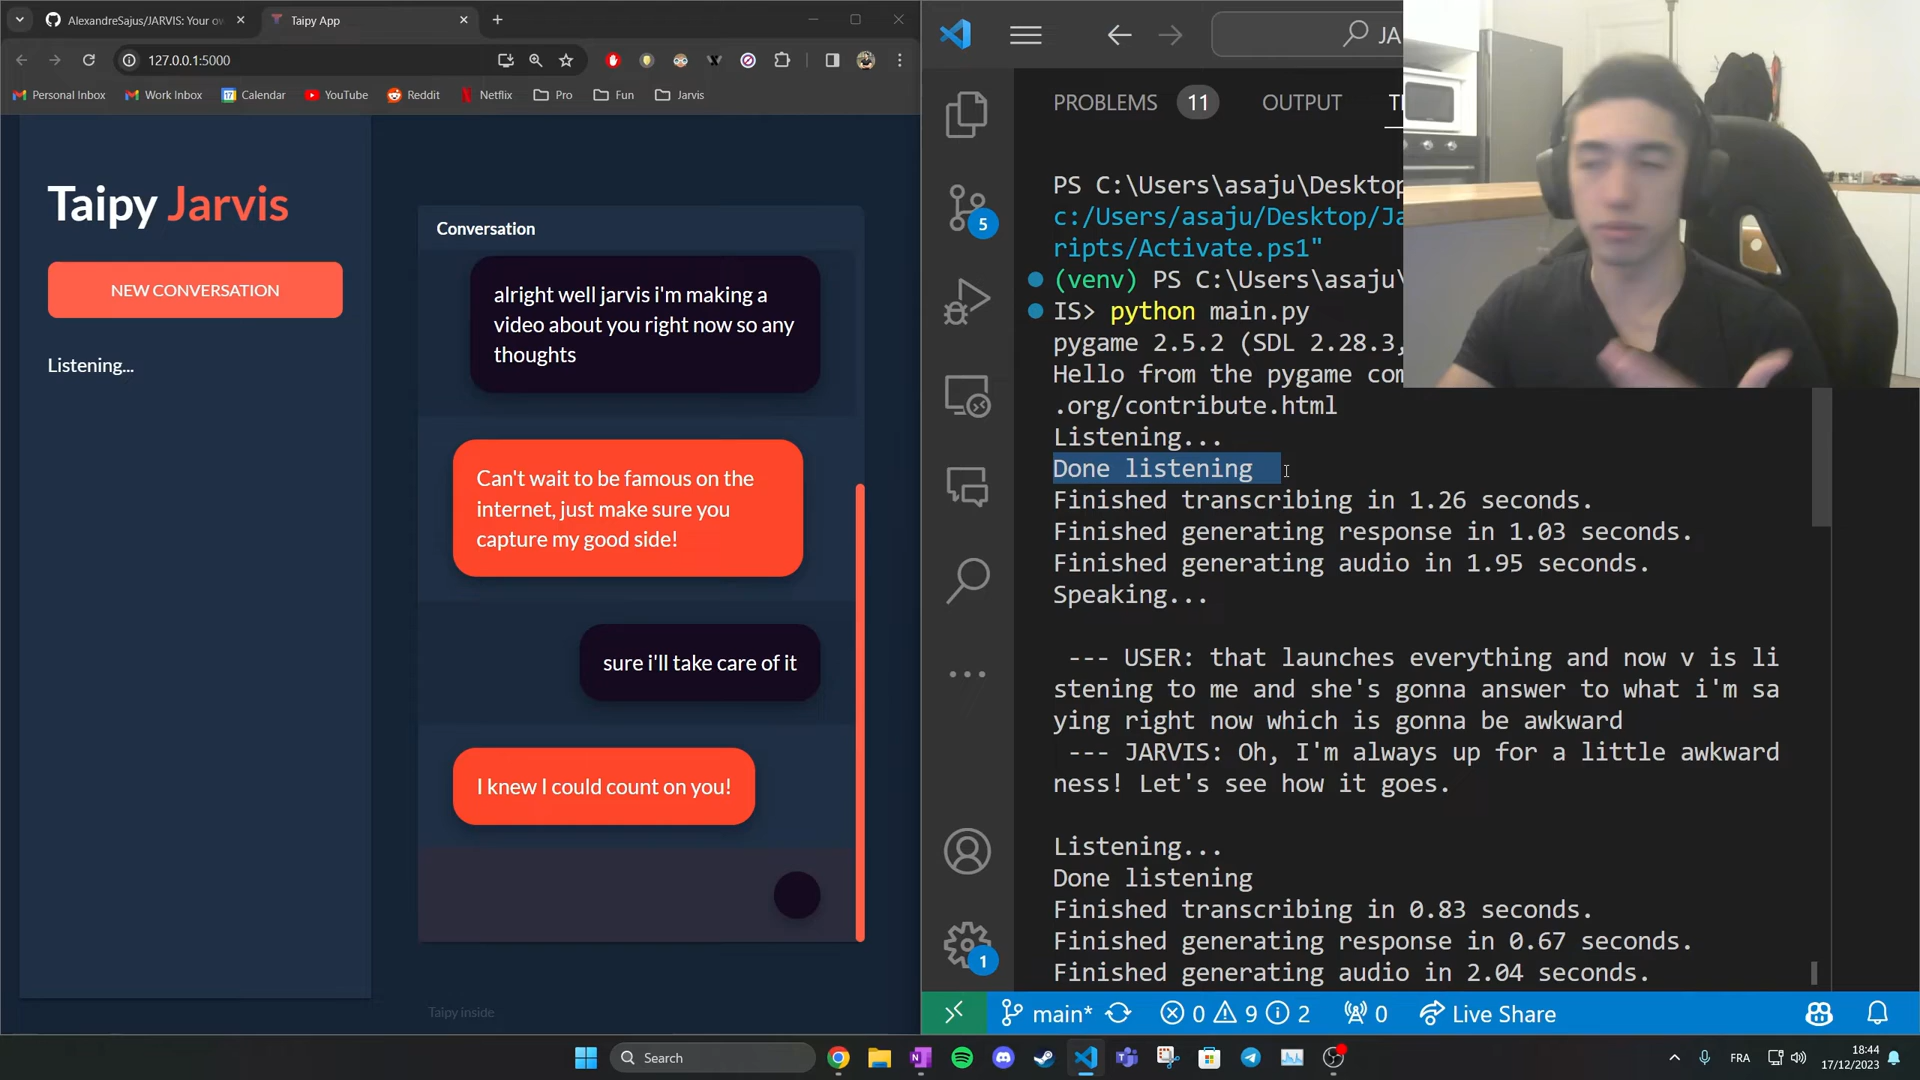 AlexandreSajus/JARVIS: Your ow
Taipy App
127.0.0.1:5000
Personal Inbox
Work Inbox
17
Calendar
YouTube
Reddit
Netflix
Pro
Fun
Jarvis
Taipy Jarvis
NEW CONVERSATION
Listening...
Conversation
alright well jarvis i'm making a
video about you right now so any
thoughts
Can't wait to be famous on the
internet, just make sure you
capture my good side!
sure i'll take care of it
I knew I could count on you!
Taipy inside
JA
PROBLEMS 11 OUTPUT
5
1
PS C:\Users\asaju\Desktop
c:/Users/asaju/Desktop/Ja
ripts/Activate.ps1"
(venv) PS C:\Users\asaju\
IS> python main.py
pygame 2.5.2 (SDL 2.28.3,
Hello from the pygame com
.org/contribute.html
Listening...
Done listening
Finished transcribing in 1.26 seconds.
Finished generating response in 1.03 seconds.
Finished generating audio in 1.95 seconds.
Speaking...
--- USER: that launches everything and now v is li
stening to me and she's gonna answer to what i'm sa
ying right now which is gonna be awkward
--- JARVIS: Oh, I'm always up for a little awkward
ness! Let's see how it goes.
Listening...
Done listening
Finished transcribing in 0.83 seconds.
Finished generating response in 0.67 seconds.
Finished generating audio in 2.04 seconds.
main* 0 9 2 0 Live Share
Search
FRA
18:44
17/12/2023